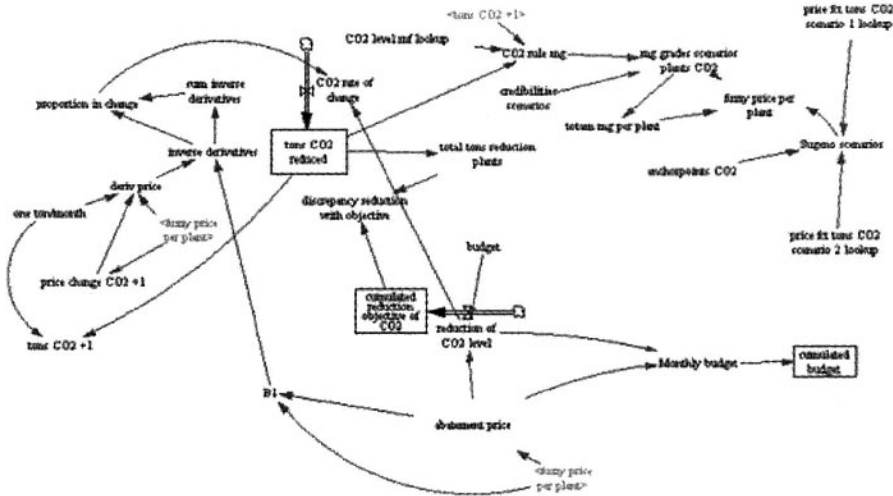 <tons CO2 +1>
price fix tons CO2
scenario 1 lookup
CO2 level mf lookup
CO2 rule mg
mg grades scenarios
plants CO2
sum inverse
derivatives
CO2 rate of
change
proportion in change
credibilities
scenarios
fuzzy price per
plant
totsum mg per plant
inverse derivatives
tons CO2
reduced
total tons reduction
plants
Sugeno scenarios
anchorpoints CO2
deriv price
discrepancy reduction
with objective
one ton/month
<fuzzy price
per plant>
price fix tons CO2
scenario 2 lookup
budget
price change CO2 +1
cumulated
reduction
objective of
CO2
reduction of
CO2 level
tons CO2 +1
Monthly budget
cumulated
budget
B1
abatement price
<fuzzy price
per plant>